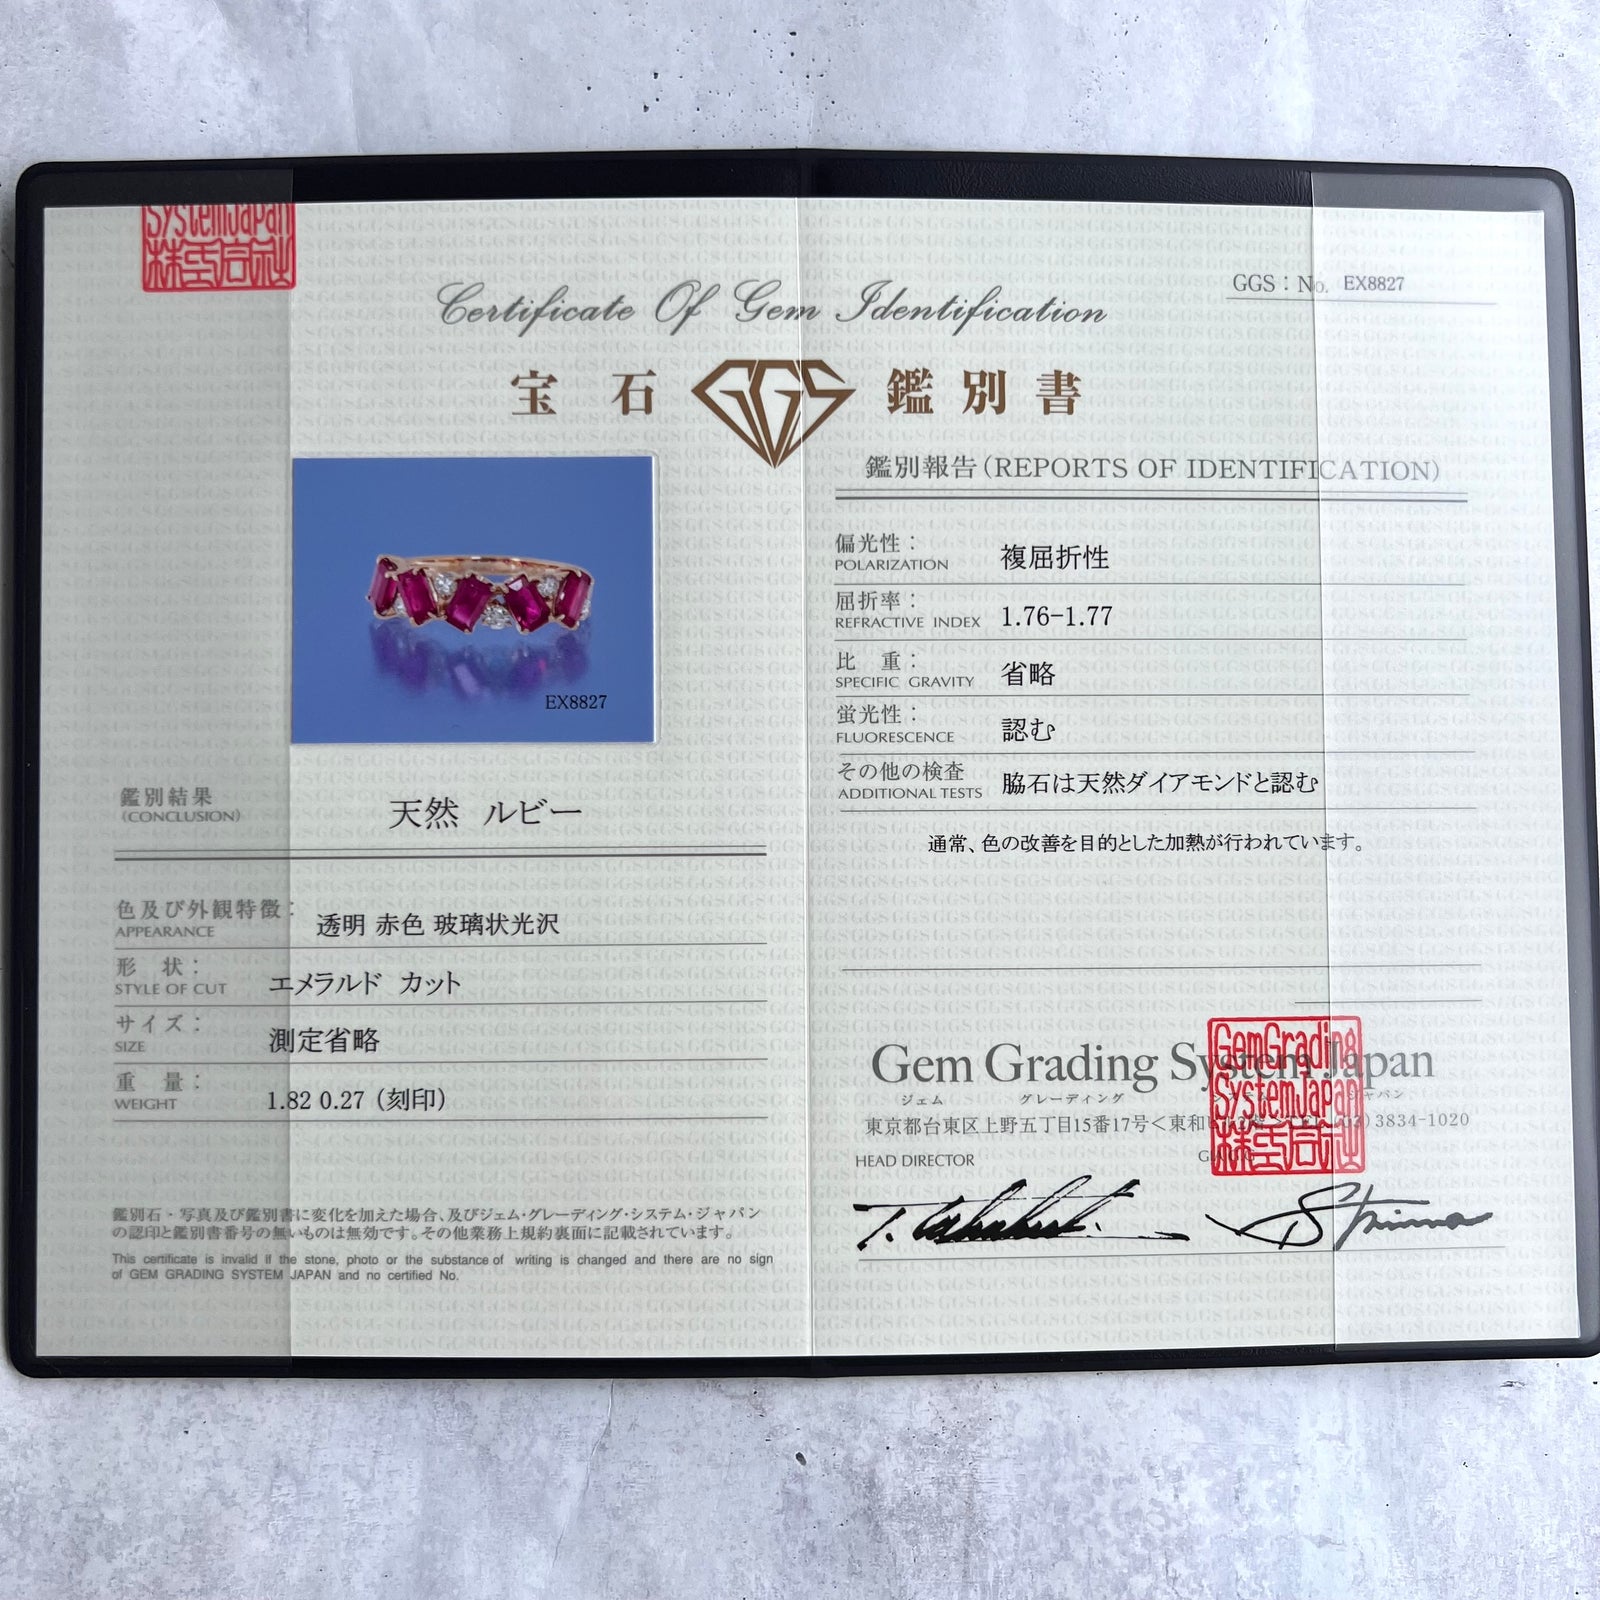 SystemJapan
Certificate Of Gem Identification
GGS：No. EX8827
宝石 GGS 鑑別書
EX8827
鑑別結果
(CONCLUSION)
天然 ルビー
色及び外観特徴：
APPEARANCE
透明 赤色 玻璃状光沢
形 状：
STYLE OF CUT
エメラルド カット
サイズ：
SIZE
測定省略
重 量：
WEIGHT
1.82 0.27 (刻印)
鑑別石・写真及び鑑別書に変化を加えた場合、及びジェム・グレーディング・システム・ジャパン
の認印と鑑別書番号の無いものは無効です。その他業務上規約裏面に記載されています。
This certificate is invalid if the stone, photo or the substance of writing is changed and there are no sign
of GEM GRADING SYSTEM JAPAN and no certified No.
鑑別報告(REPORTS OF IDENTIFICATION)
偏光性：
POLARIZATION
複屈折性
屈折率：
REFRACTIVE INDEX
1.76-1.77
比 重：
SPECIFIC GRAVITY
省略
蛍光性：
FLUORESCENCE
認む
その他の検査
ADDITIONAL TESTS
脇石は天然ダイアモンドと認む
通常、色の改善を目的とした加熱が行われています。
Gem Grading System Japan
ジェム グレーディング ジャパン
東京都台東区上野五丁目15番17号＜東和 3834-1020
HEAD DIRECTOR
GemGrading
SystemJapan